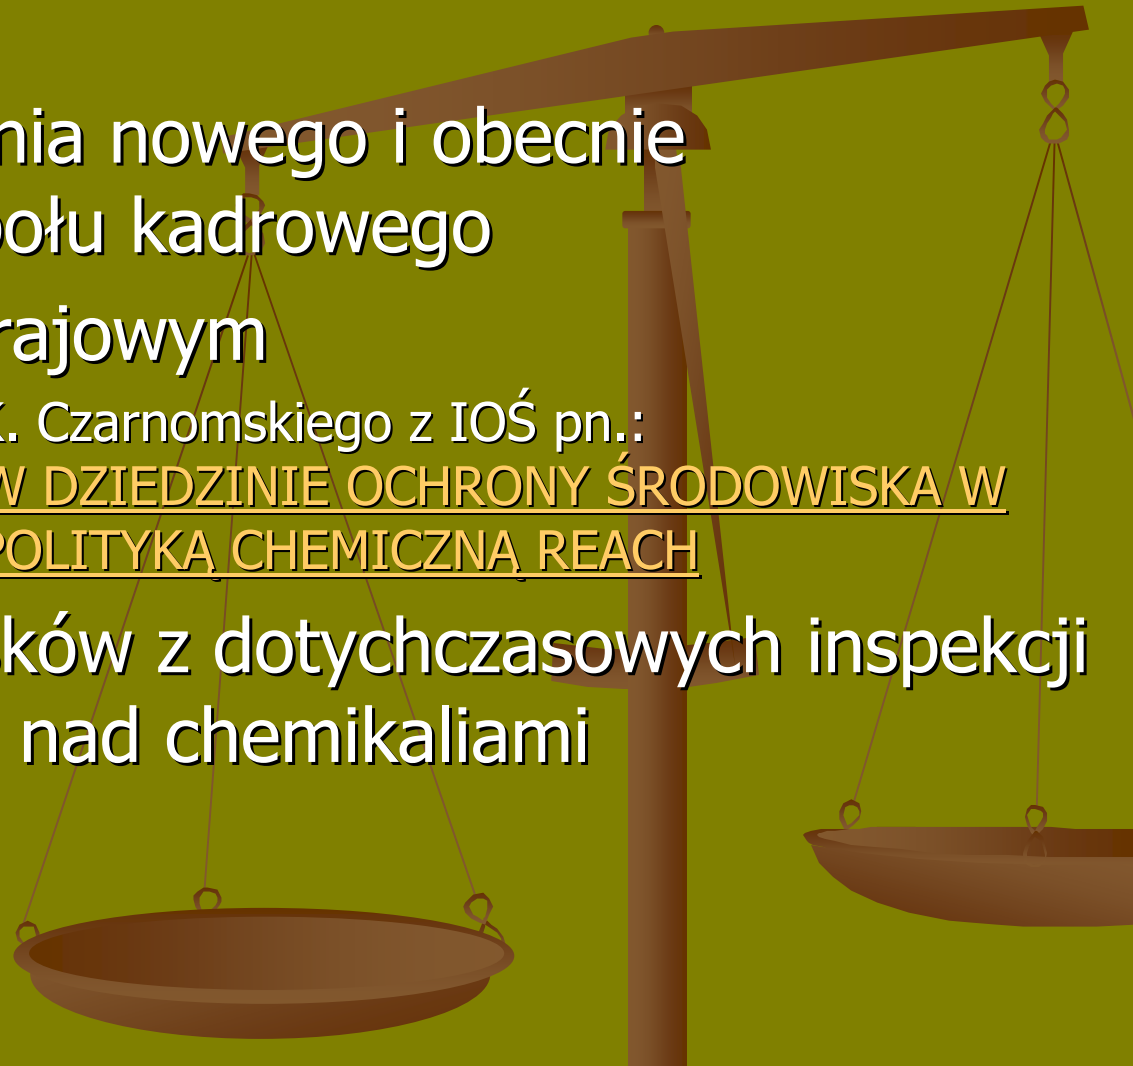 nia nowego i obecnie
ołu kadrowego
rajowym
K. Czarnomskiego z IOŚ pn.:
W DZIEDZINIE OCHRONY ŚRODOWISKA W
POLITYKĄ CHEMICZNĄ REACH
ków z dotychczasowych inspekcji
nad chemikaliami